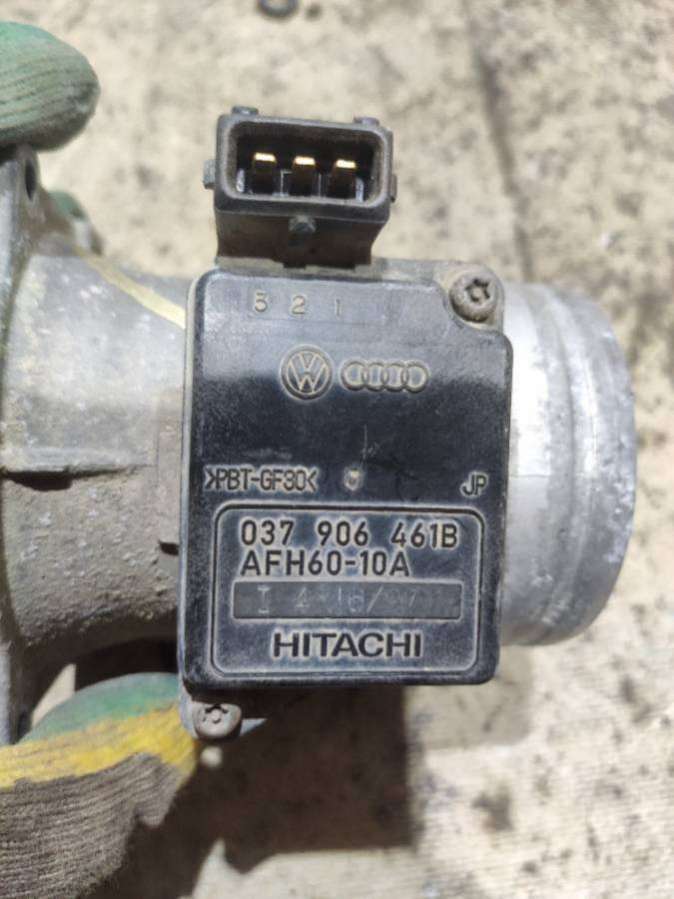 5 2 1
>PBT-GF30<
JP
037 906 461B
AFH60-10A
HITACHI